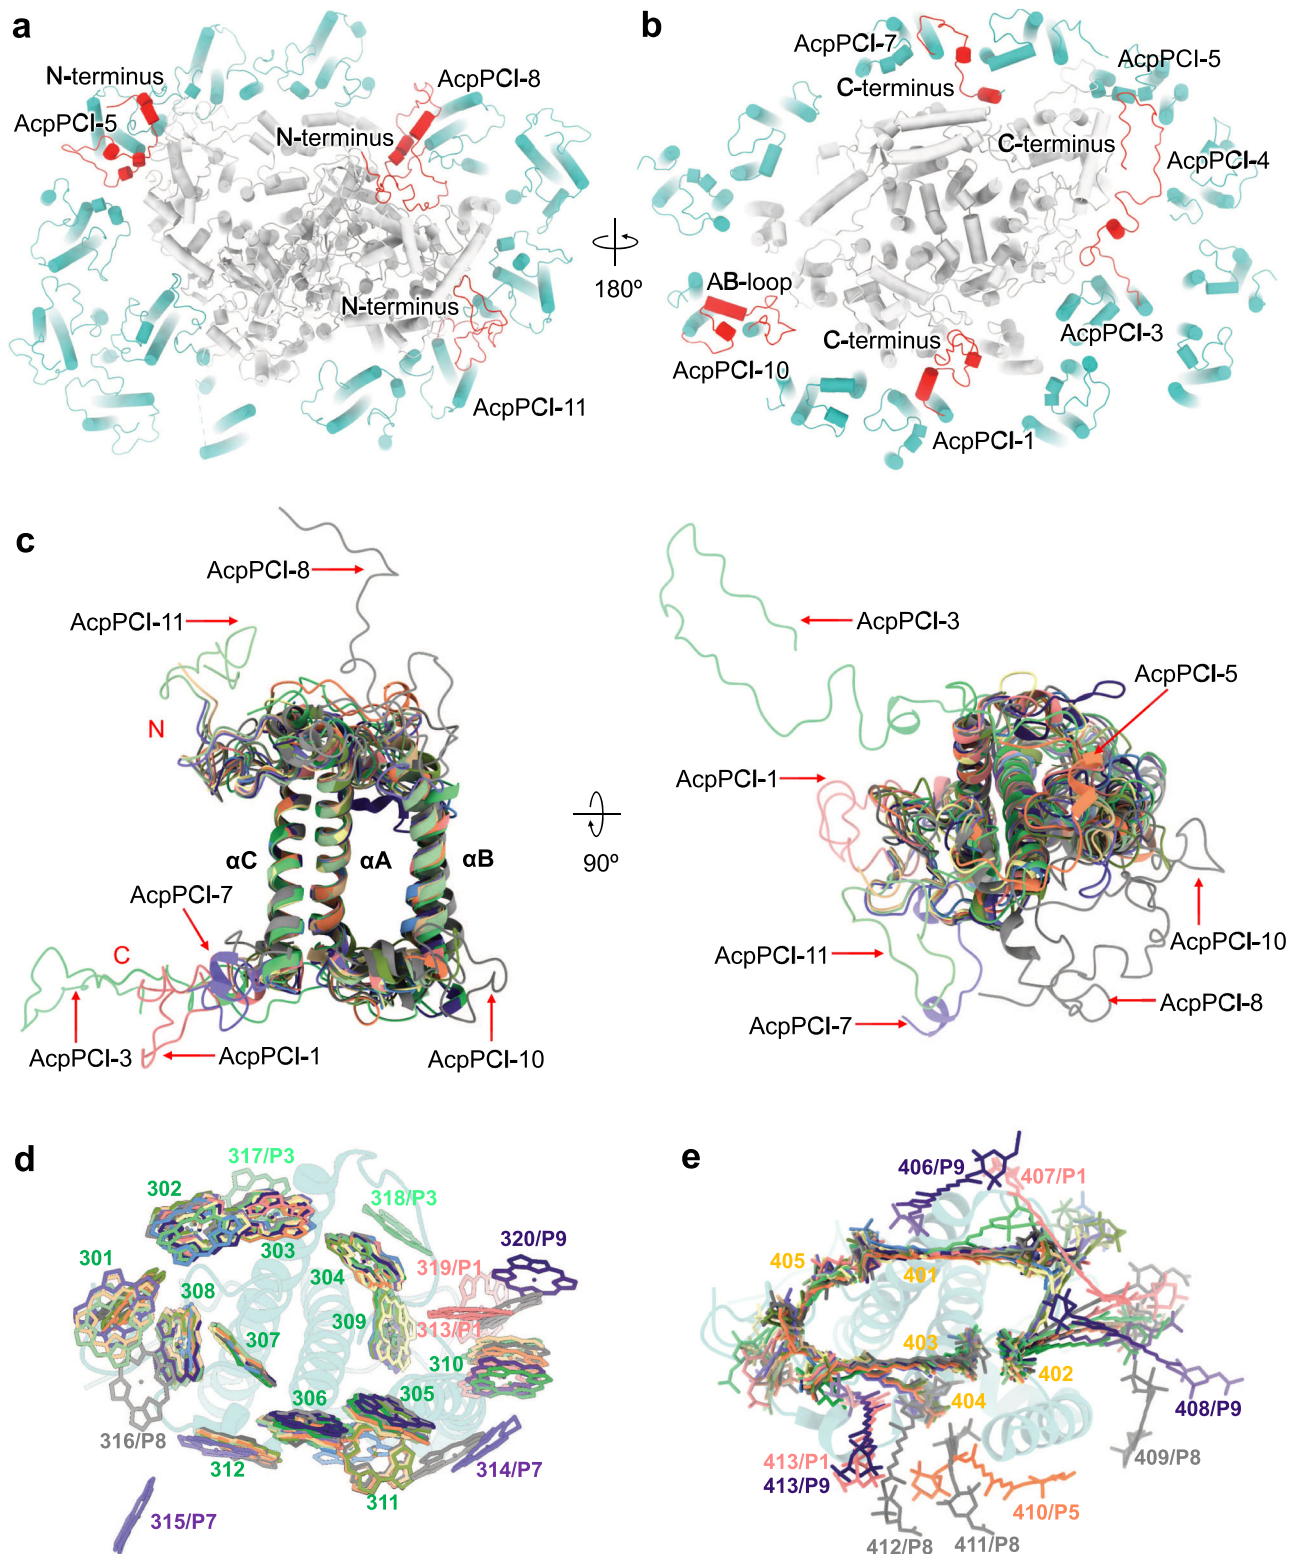 a
N-terminus
AcpPCI-5
AcpPCI-8
N-terminus
N-terminus
AcpPCI-11
180º
b
AcpPCI-7
C-terminus
AcpPCI-5
C-terminus
AcpPCI-4
AB-loop
AcpPCI-10
C-terminus
AcpPCI-3
AcpPCI-1
c
AcpPCI-8
AcpPCI-11
N
αC
αA
αB
AcpPCI-7
C
AcpPCI-3
AcpPCI-1
AcpPCI-10
90º
AcpPCI-3
AcpPCI-5
AcpPCI-1
AcpPCI-11
AcpPCI-7
AcpPCI-10
AcpPCI-8
d
317/P3
302
318/P3
301
303
304
320/P9
319/P1
308
307
309
313/P1
310
306
305
316/P8
312
311
314/P7
315/P7
e
406/P9
407/P1
405
401
403
402
404
408/P9
409/P8
413/P1
413/P9
410/P5
412/P8
411/P8